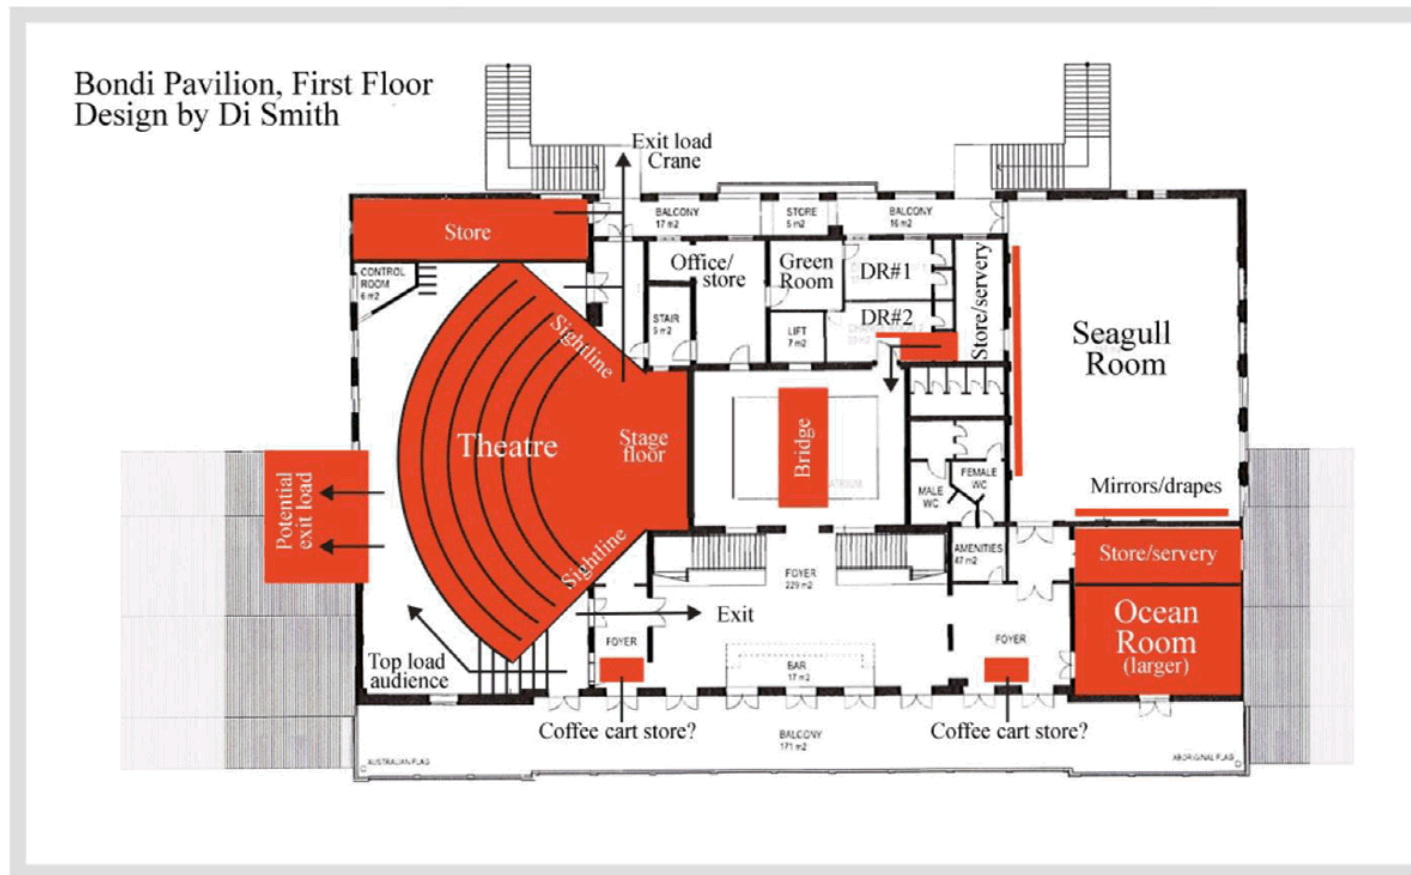 Bondi Pavilion, First Floor
Design by Di Smith
Exit load
Crane
Store
BALCONY
17 m2
STORE
5 m2
BALCONY
16 m2
CONTROL
ROOM
6 m2
Office/
store
Green
Room
DR#1
DR#2
Store/servery
STAIR
5 m2
LIFT
7 m2
Seagull
Room
Sightline
Theatre
Stage
floor
Bridge
Potential
exit load
MALE
WC
FEMALE
WC
Mirrors/drapes
Sightline
AMENITIES
47 m2
Store/servery
FOYER
229 m2
Exit
FOYER
FOYER
Ocean
Room
(larger)
Top load
audience
BAR
17 m2
Coffee cart store?
Coffee cart store?
BALCONY
171 m2
AUSTRALIAN FLAG
ABORIGINAL FLAG